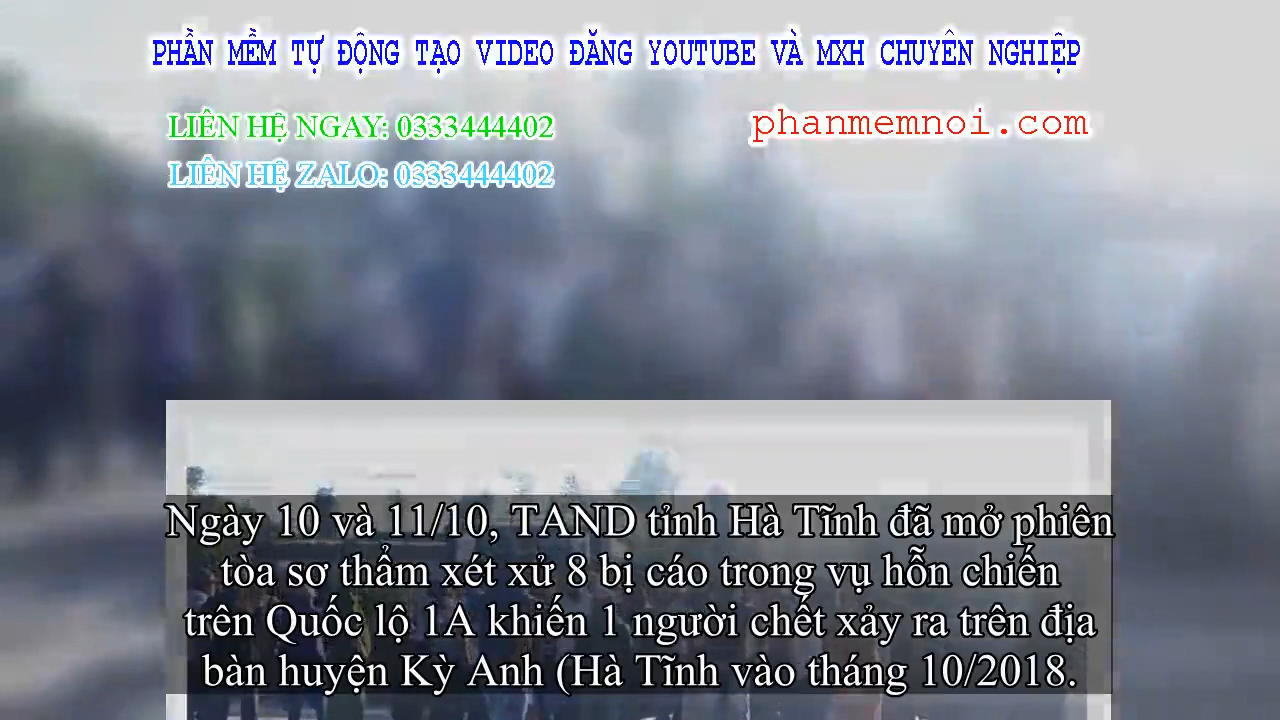 PHẦN MỀM TỰ ĐỘNG TẠO VIDEO ĐĂNG YOUTUBE VÀ MXH CHUYÊN NGHIỆP
LIÊN HỆ NGAY: 0333444402
phanmemnoi.com
LIÊN HỆ ZALO: 0333444402
Ngày 10 và 11/10, TAND tỉnh Hà Tĩnh đã mở phiên
tòa sơ thẩm xét xử 8 bị cáo trong vụ hỗn chiến
trên Quốc lộ 1A khiến 1 người chết xảy ra trên địa
bàn huyện Kỳ Anh (Hà Tĩnh vào tháng 10/2018.